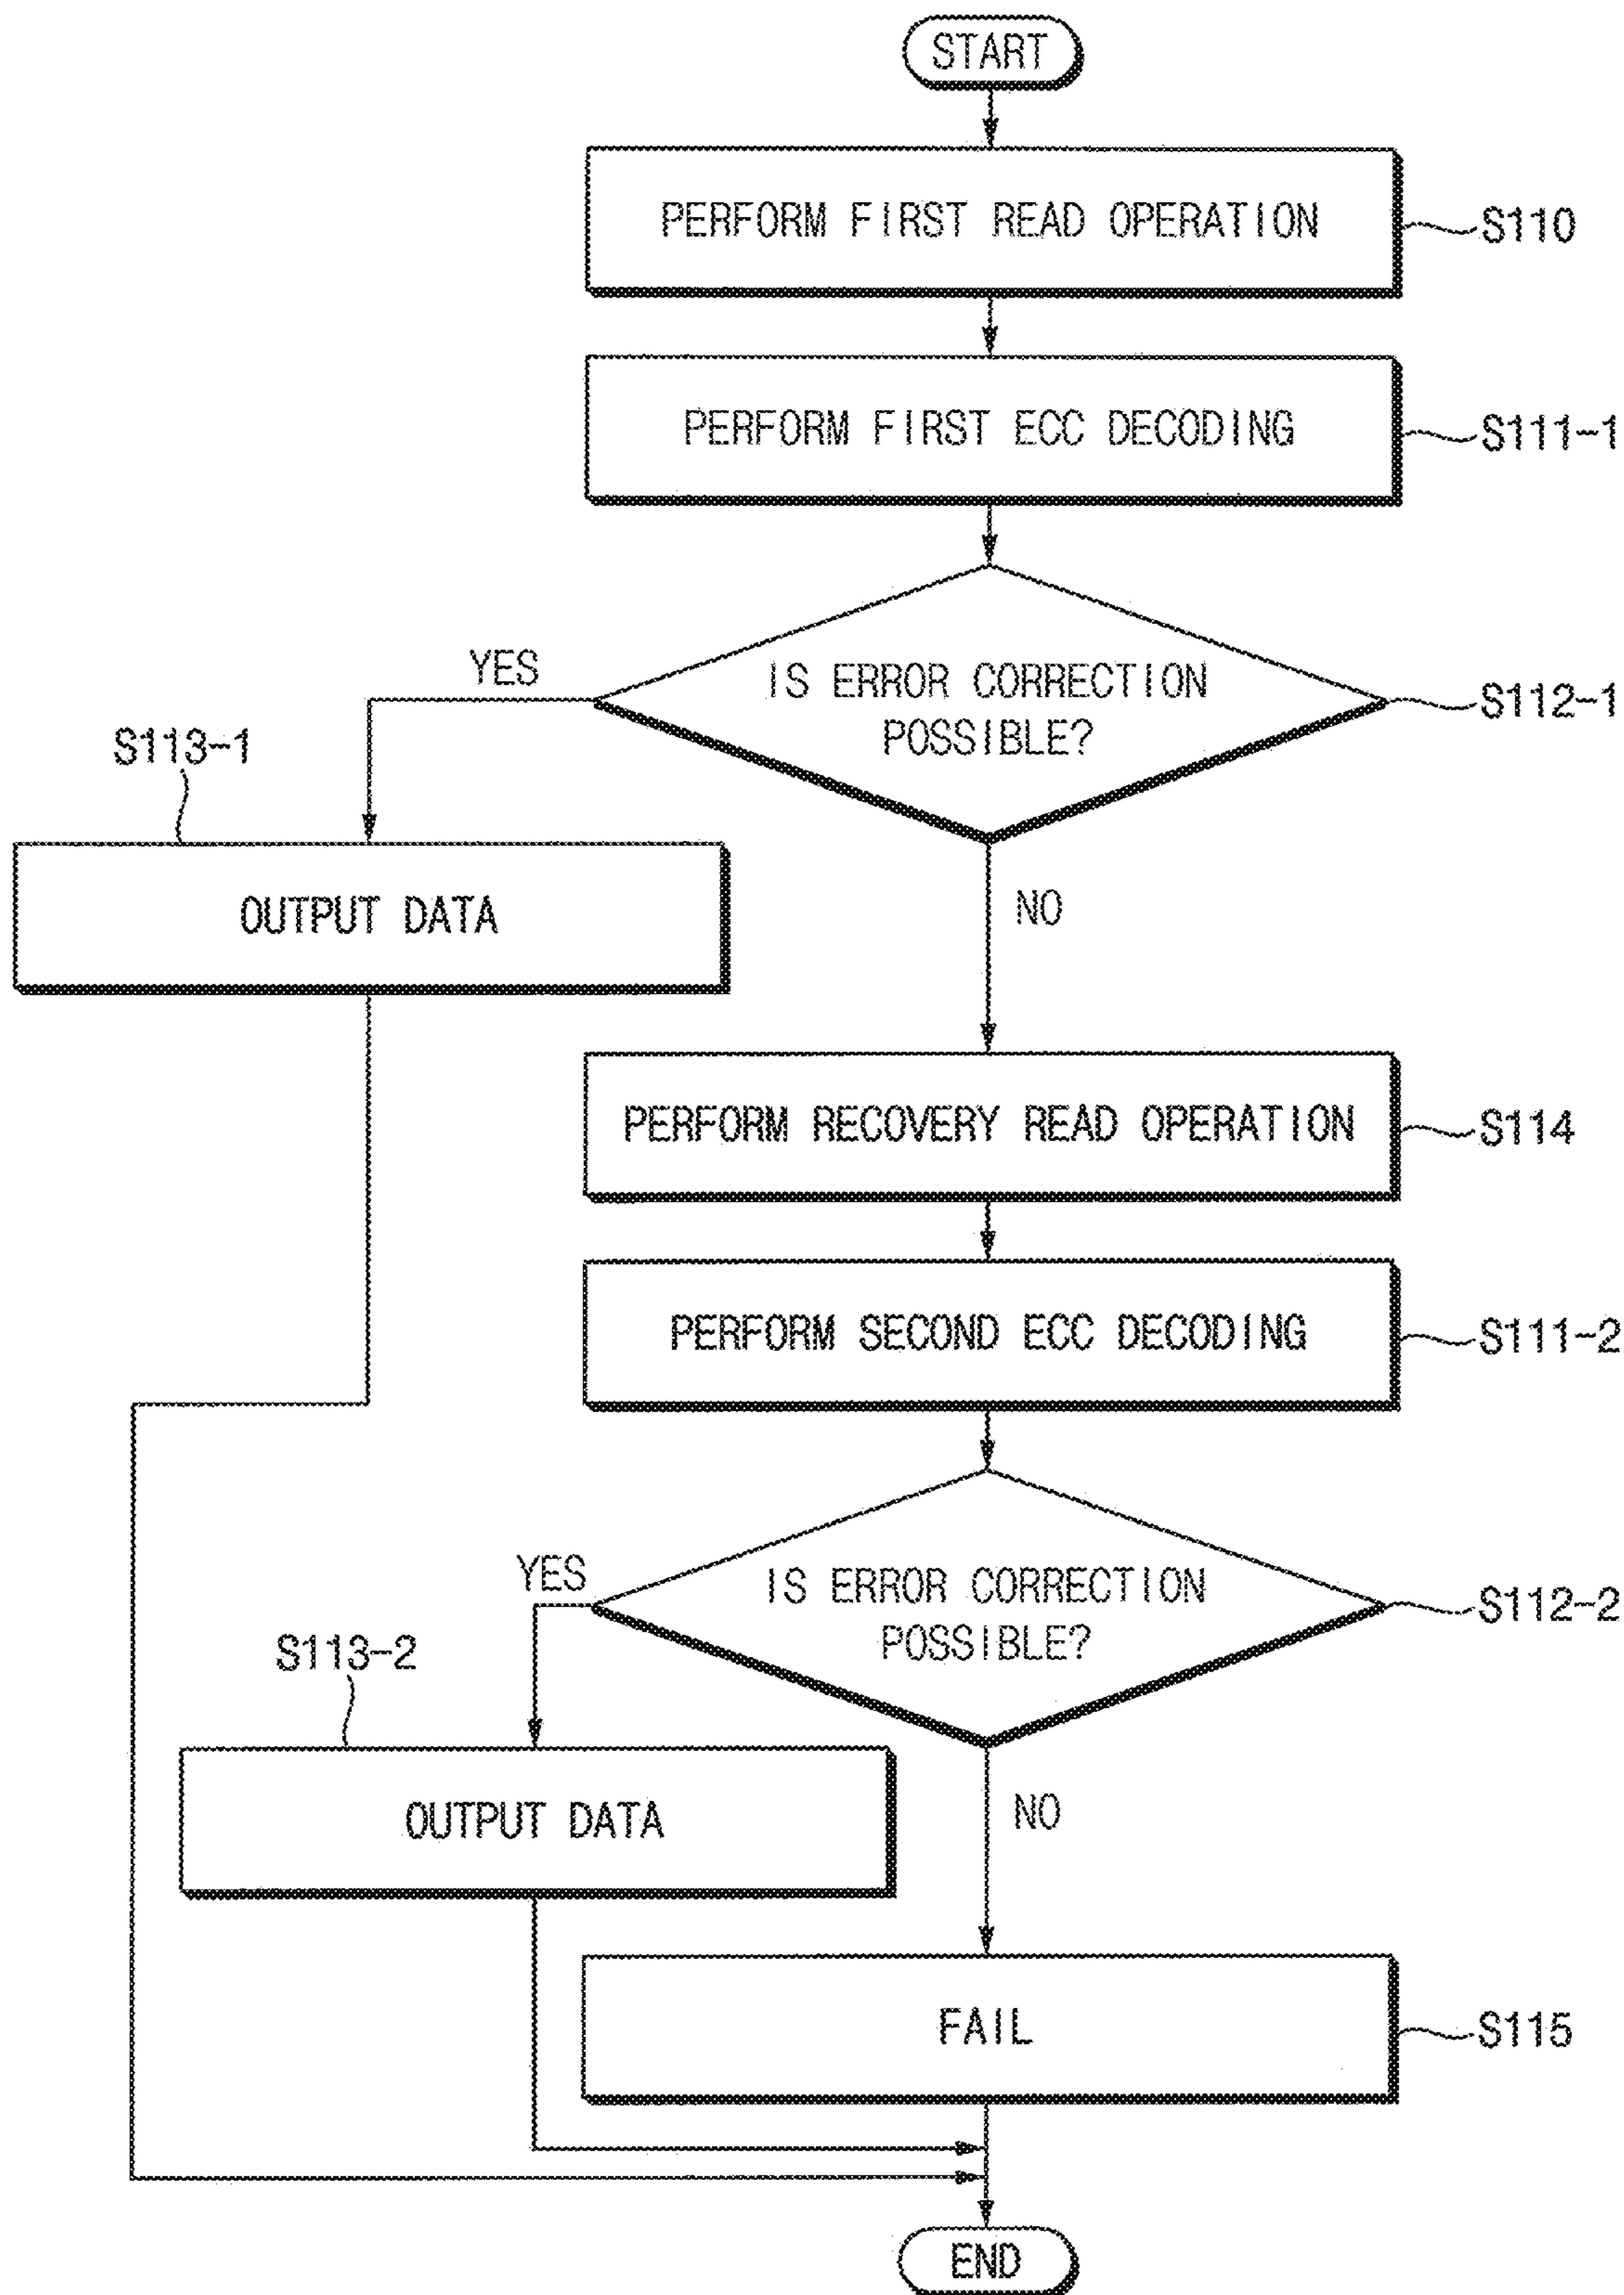 START
PERFORM FIRST READ OPERATION
S110
PERFORM FIRST ECC DECODING
S111-1
YES
IS ERROR CORRECTION
POSSIBLE?
S112-1
S113-1
OUTPUT DATA
NO
PERFORM RECOVERY READ OPERATION
S114
PERFORM SECOND ECC DECODING
S111-2
YES
IS ERROR CORRECTION
POSSIBLE?
S112-2
S113-2
OUTPUT DATA
NO
FAIL
S115
END